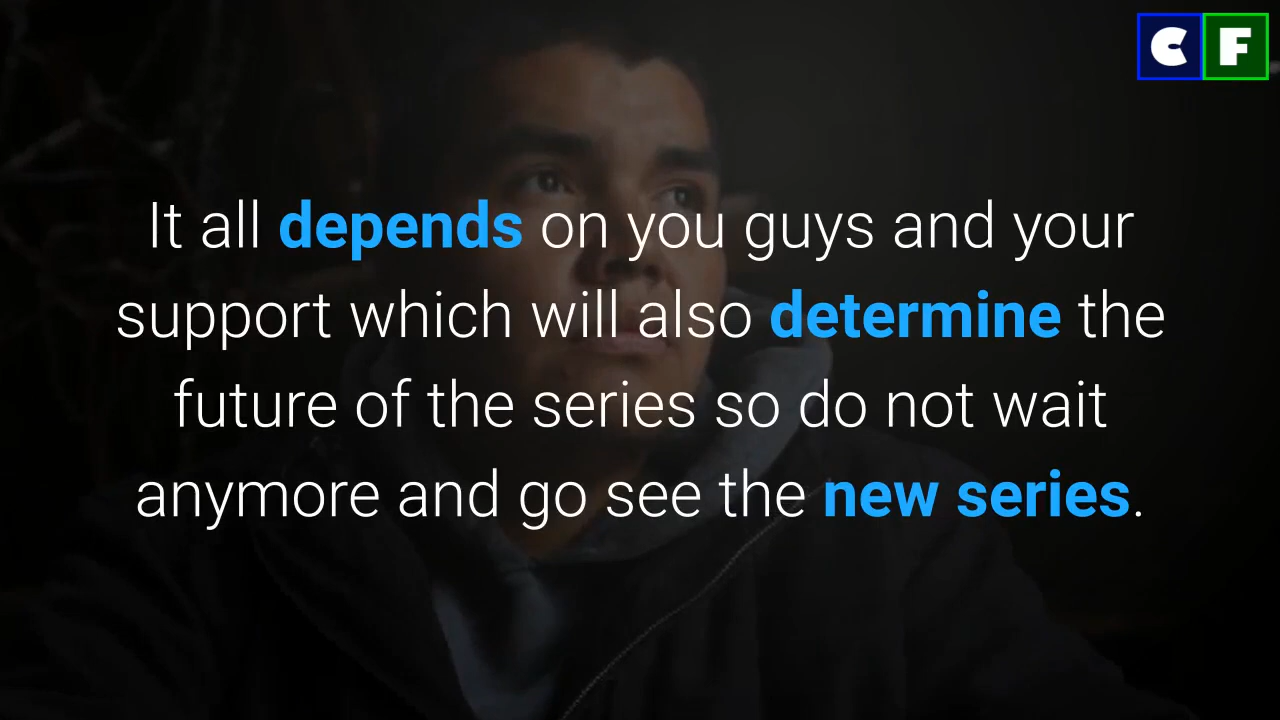 C F
It all depends on you guys and your
support which will also determine the
future of the series so do not wait
anymore and go see the new series.